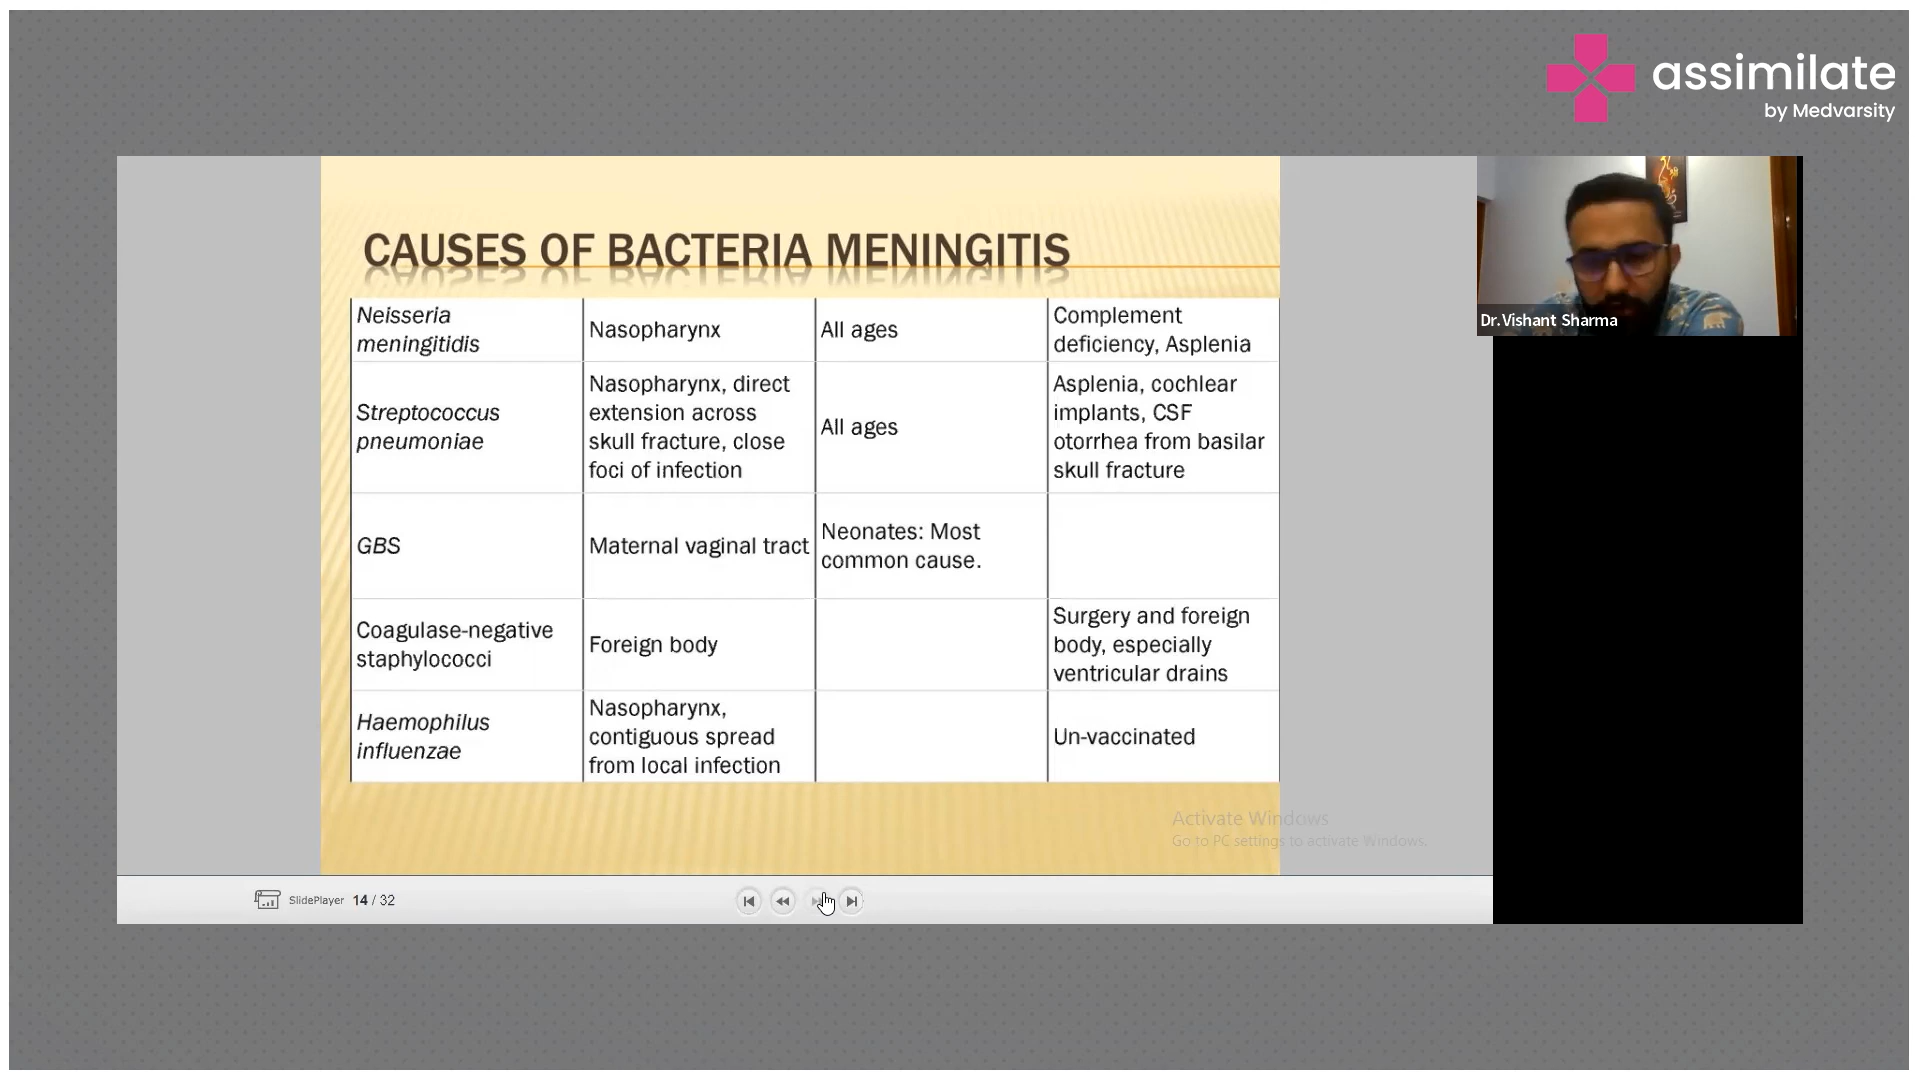 assimilate
by Medvarsity
CAUSES OF BACTERIA MENINGITIS
Neisseria
meningitidis
Nasopharynx
All ages
Complement
deficiency, Asplenia
Streptococcus
pneumoniae
Nasopharynx, direct
extension across
skull fracture, close
foci of infection
All ages
Asplenia, cochlear
implants, CSF
otorrhea from basilar
skull fracture
GBS
Maternal vaginal tract
Neonates: Most
common cause.
Coagulase-negative
staphylococci
Foreign body
Surgery and foreign
body, especially
ventricular drains
Haemophilus
influenzae
Nasopharynx,
contiguous spread
from local infection
Un-vaccinated
Dr.Vishant Sharma
Activate Windows
Go to PC settings to activate Windows.
SlidePlayer 14 / 32